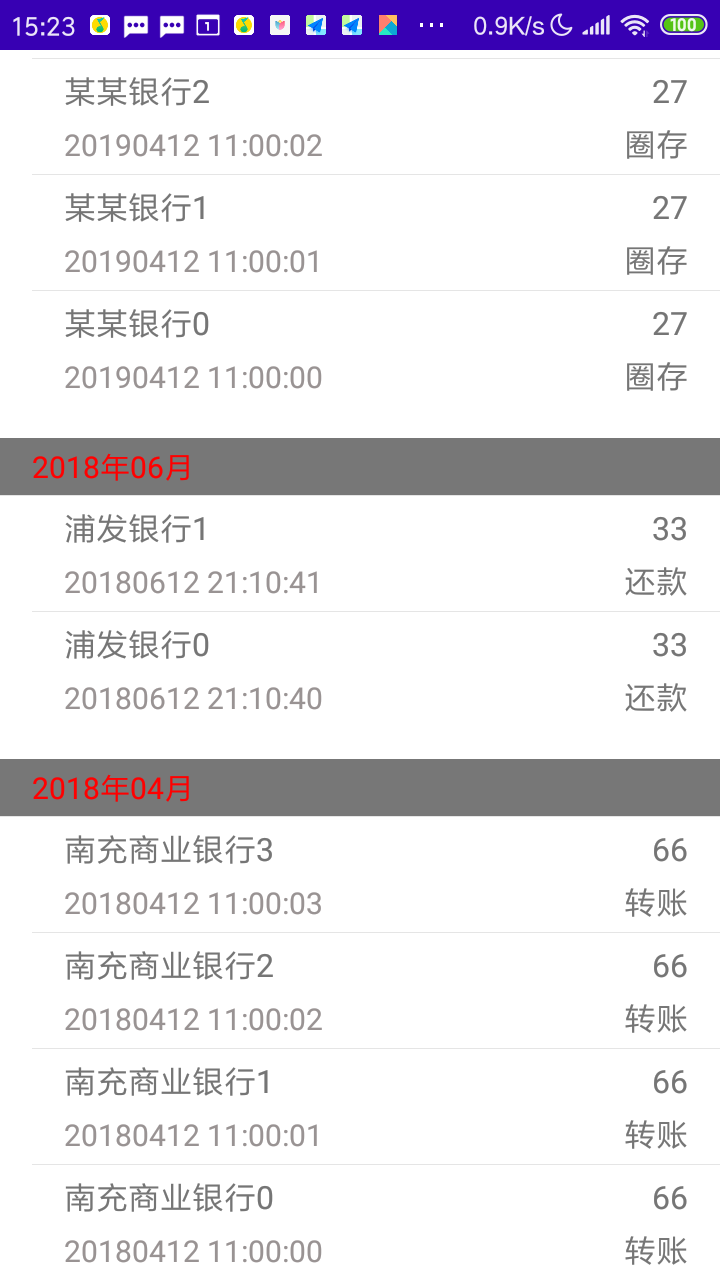 15:23 1 ... 0.9K/s 100
某某银行2 27
20190412 11:00:02 圈存
某某银行1 27
20190412 11:00:01 圈存
某某银行0 27
20190412 11:00:00 圈存
2018年06月
浦发银行1 33
20180612 21:10:41 还款
浦发银行0 33
20180612 21:10:40 还款
2018年04月
南充商业银行3 66
20180412 11:00:03 转账
南充商业银行2 66
20180412 11:00:02 转账
南充商业银行1 66
20180412 11:00:01 转账
南充商业银行0 66
20180412 11:00:00 转账